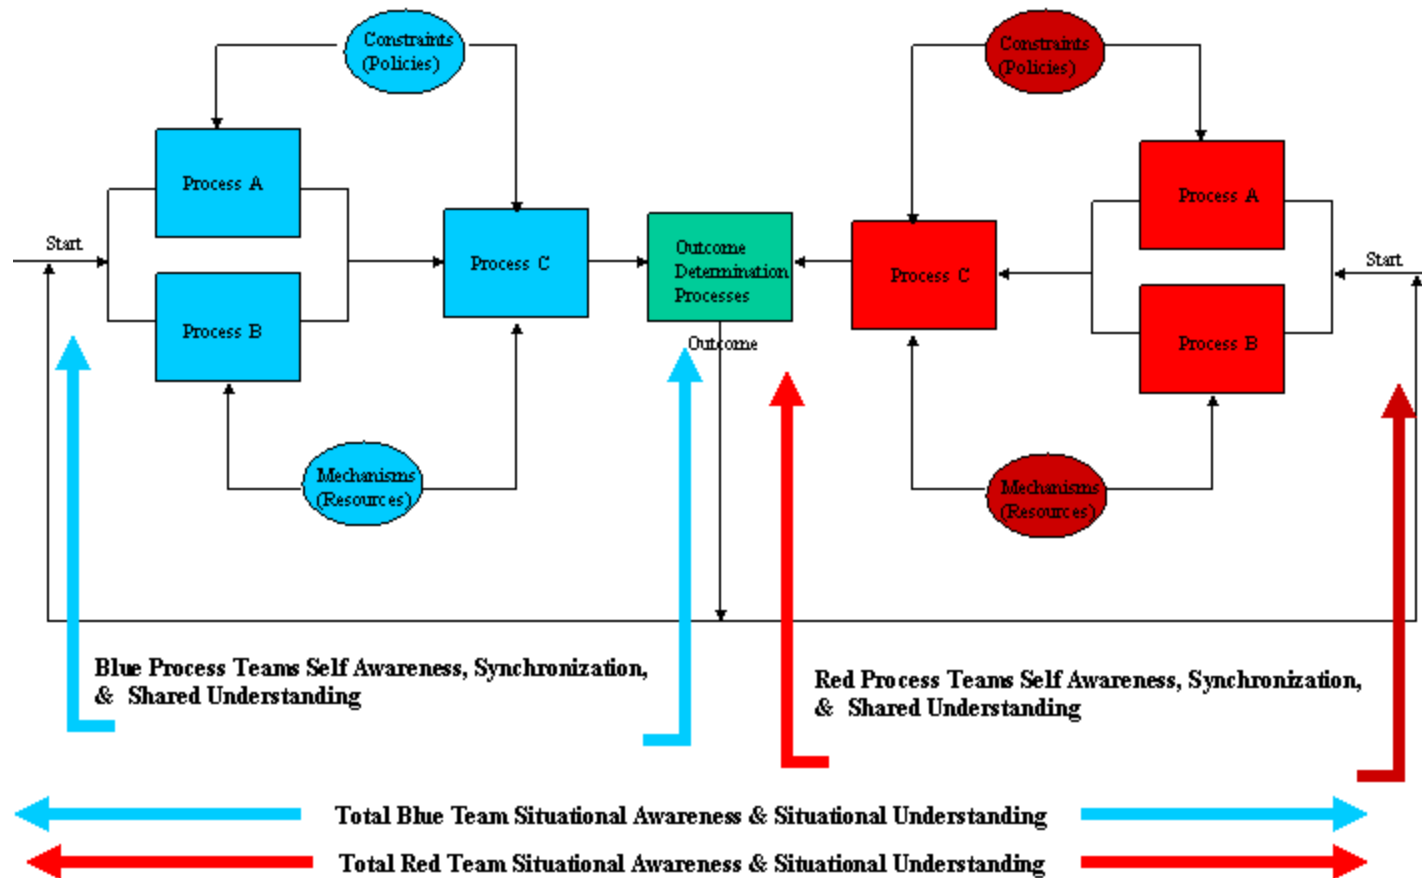 Constraints
(Policies)
Constraints
(Policies)
Process A
Process A
Start
Process C
Outcome
Determination
Processes
Process C
Start
Process B
Outcome
Process B
Mechanisms
(Resources)
Mechanisms
(Resources)
Blue Process Teams Self Awareness, Synchronization,
& Shared Understanding
Red Process Teams Self Awareness, Synchronization,
& Shared Understanding
Total Blue Team Situational Awareness & Situational Understanding
Total Red Team Situational Awareness & Situational Understanding